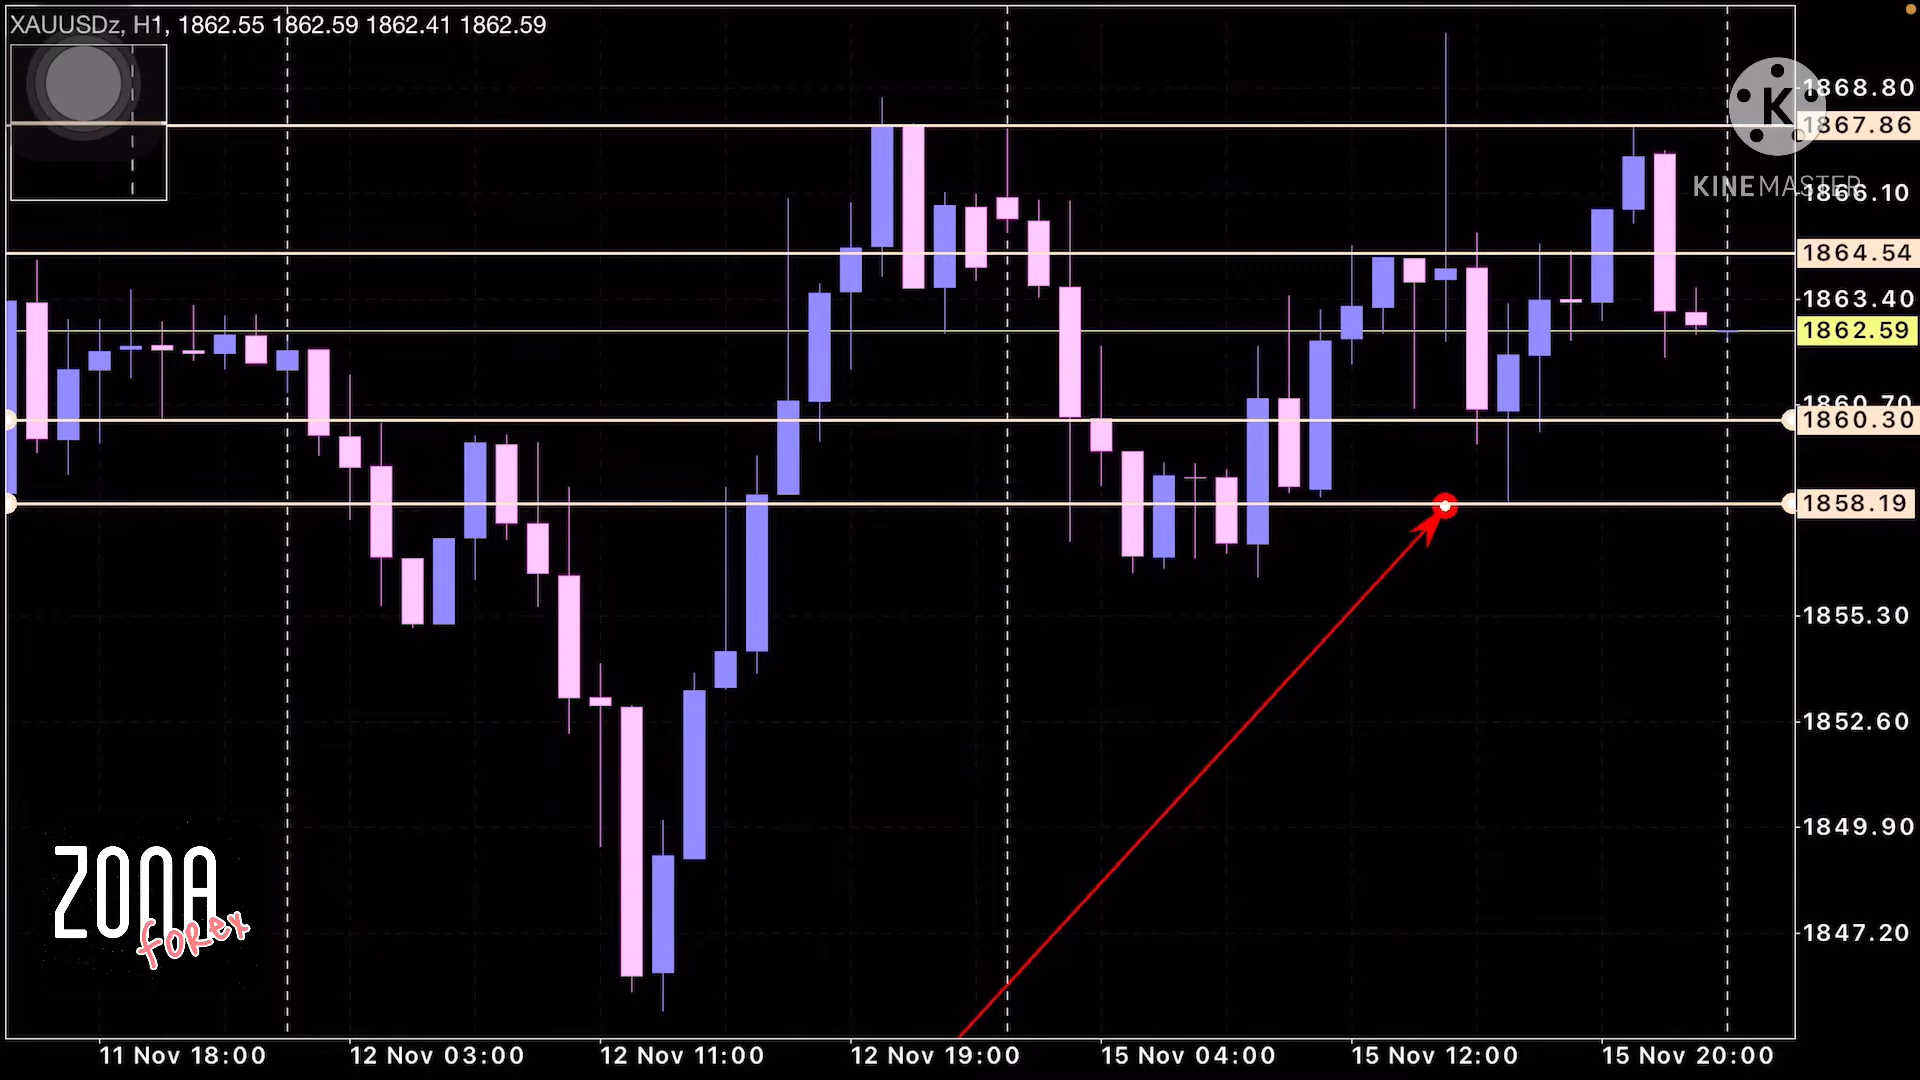 XAUUSDz, H1, 1862.55 1862.59 1862.41 1862.59
1868.80
1867.86
KINEMASTER
1866.10
1864.54
1863.40
1862.59
1860.70
1860.30
1858.19
1855.30
1852.60
1849.90
1847.20
ZONA
forex
11 Nov 18:00 12 Nov 03:00 12 Nov 11:00 12 Nov 19:00 15 Nov 04:00 15 Nov 12:00 15 Nov 20:00